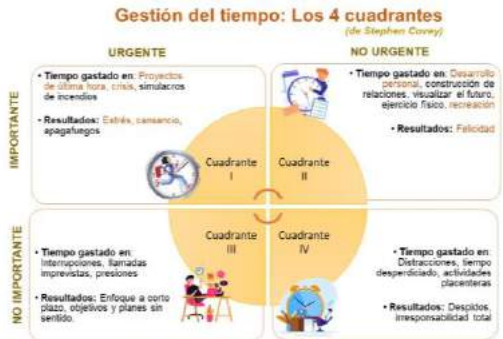 Gestión del tiempo: Los 4 cuadrantes
(de Stephen Covey)
URGENTE
NO URGENTE
IMPORTANTE
• Tiempo gastado en: Proyectos
de última hora, crisis, simulacros
de incendios
• Resultados: Estrés, cansancio,
apagafuegos
Cuadrante
I
• Tiempo gastado en: Desarrollo
personal, construcción de
relaciones, visualizar el futuro,
ejercicio físico, recreación
• Resultados: Felicidad
Cuadrante
II
NO IMPORTANTE
• Tiempo gastado en:
Interrupciones, llamadas
imprevistas, presiones
• Resultados: Enfoque a corto
plazo, objetivos y planes sin
sentido.
Cuadrante
III
Cuadrante
IV
• Tiempo gastado en:
Distracciones, tiempo
desperdiciado, actividades
placenteras
• Resultados: Despidos,
irresponsabilidad total